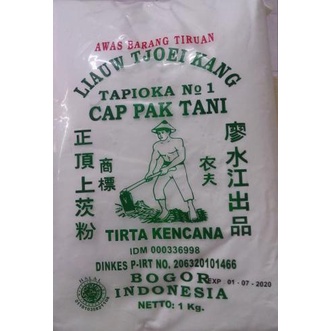 AWAS BARANG TIRUAN
LIAUW TJOEI KANG
TAPIOKA No 1
CAP PAK TANI
正頂上茨粉
商標
农夫
廖水江出品
TIRTA KENCANA
IDM 000336998
DINKES P-IRT NO. 206320101466
BOGOR
EXP 01-07-2020
INDONESIA
NETTO: 1 Kg.
HALAL